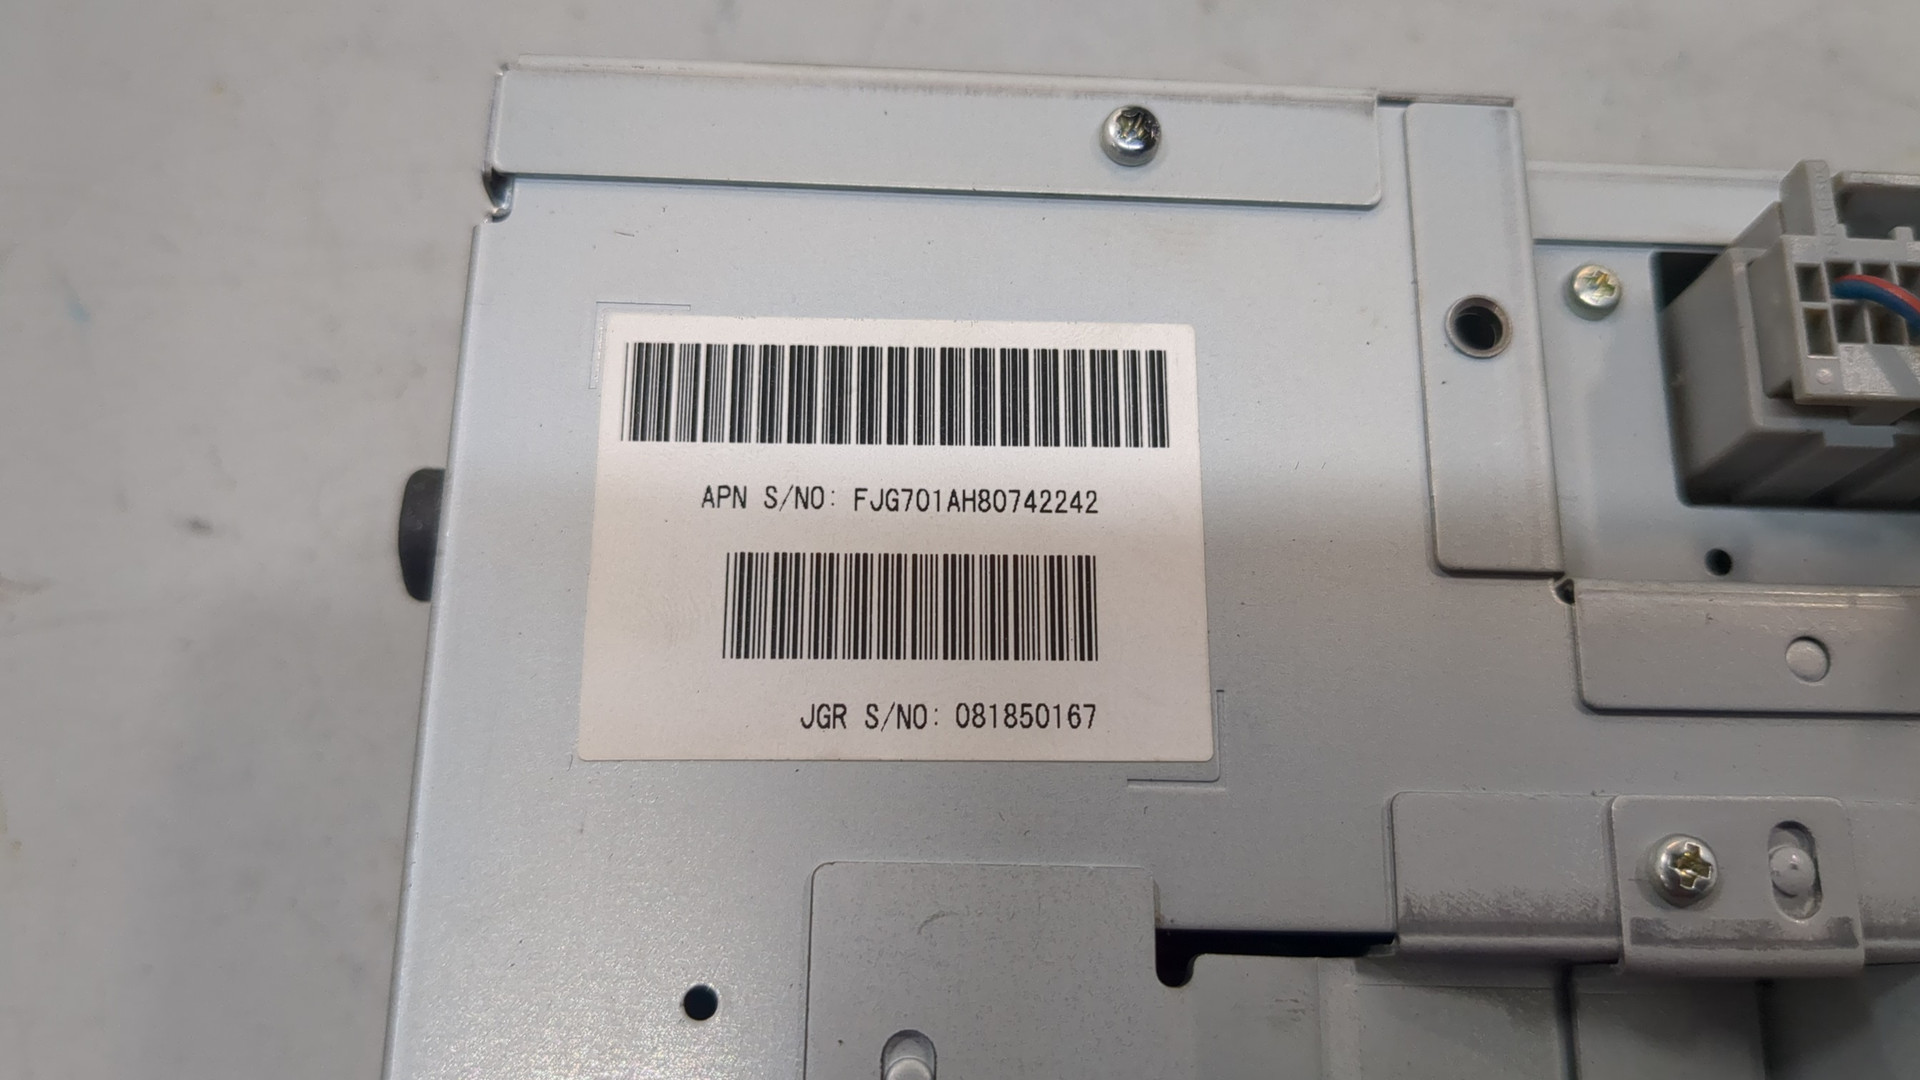 APN S/NO: FJG701AH80742242
JGR S/NO: 081850167